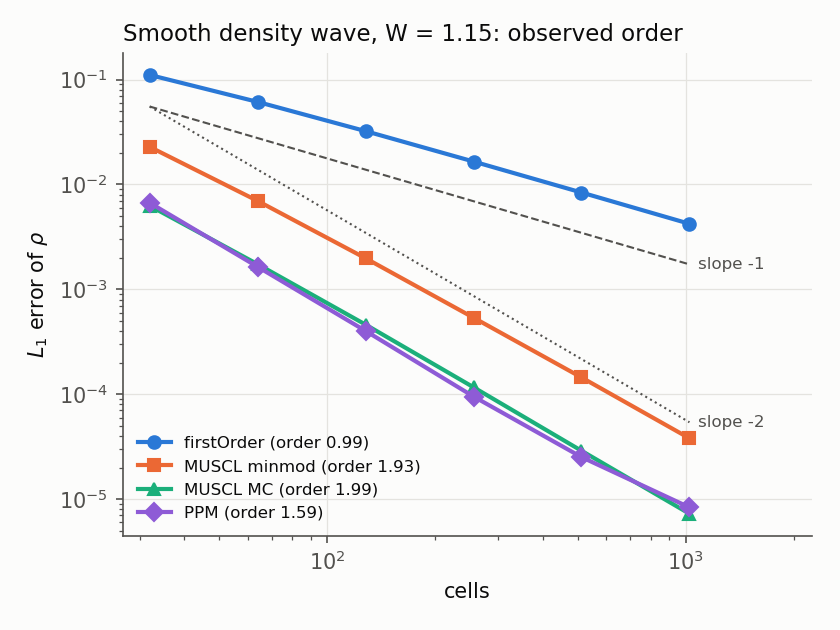 Smooth density wave, W = 1.15: observed order
10⁻¹
10⁻²
10⁻³
10⁻⁴
10⁻⁵
L₁ error of ρ
slope -1
slope -2
firstOrder (order 0.99)
MUSCL minmod (order 1.93)
MUSCL MC (order 1.99)
PPM (order 1.59)
10²
10³
cells